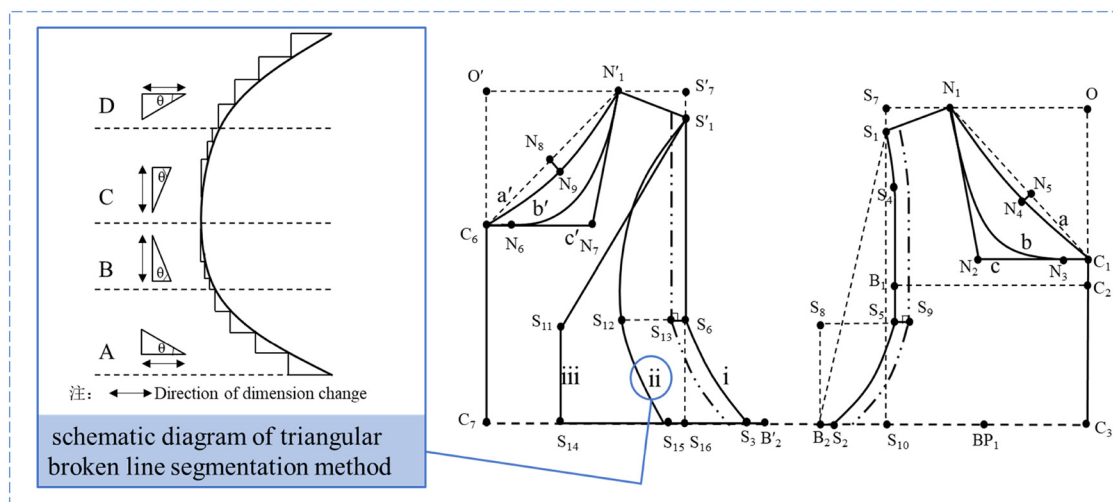 D
θ
C
θ
B
θ
A
θ
注： Direction of dimension change
schematic diagram of triangular
broken line segmentation method
O′ N′₁ S′₇
S′₁
N₈
N₉
a′
b′
C₆ N₆ c′ N₇
S₁₁ S₁₂ S₁₃ S₆
iii ii i
C₇ S₁₄ S₁₅ S₁₆ S₃ B′₂
S₇ N₁ O
S₁
S₄ N₄ N₅
a
b
N₂ c N₃ C₁
B₁ C₂
S₈ S₅ S₉
B₂ S₂ S₁₀ BP₁ C₃